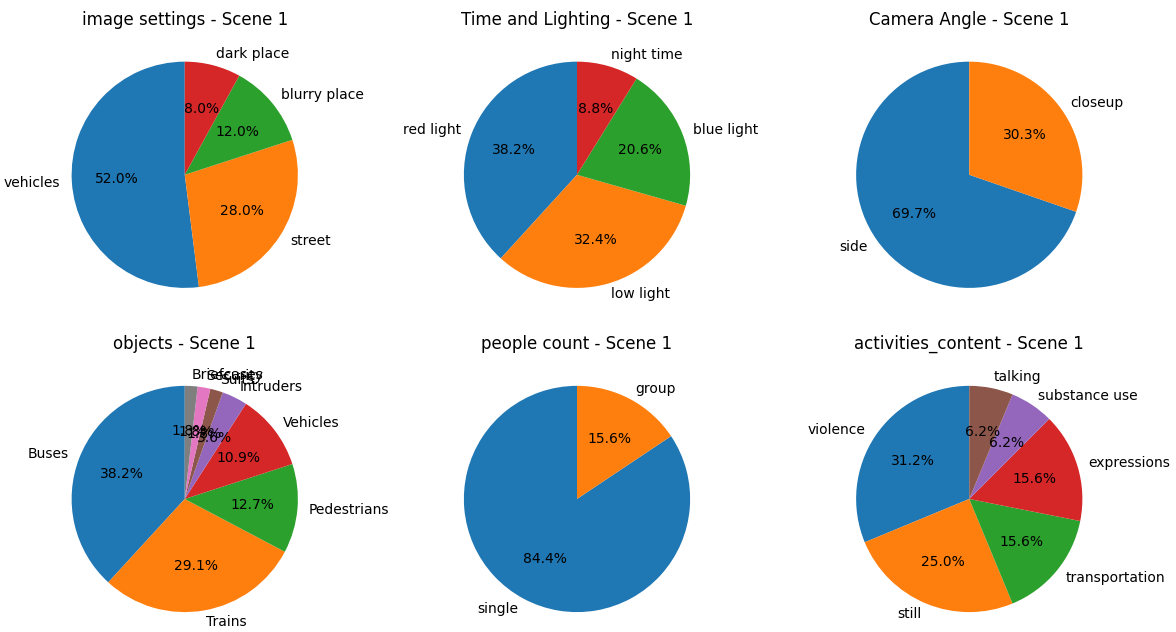 image settings - Scene 1
dark place
8.0%
blurry place
12.0%
vehicles
52.0%
28.0%
street
Time and Lighting - Scene 1
night time
8.8%
red light
blue light
38.2%
20.6%
32.4%
low light
Camera Angle - Scene 1
closeup
30.3%
69.7%
side
objects - Scene 1
Briefcases
Intruders
Vehicles
1.8%
3.6%
Buses
10.9%
38.2%
12.7%
Pedestrians
29.1%
Trains
people count - Scene 1
group
15.6%
84.4%
single
activities_content - Scene 1
talking
substance use
violence
6.2%
6.2%
31.2%
expressions
15.6%
15.6%
25.0%
transportation
still